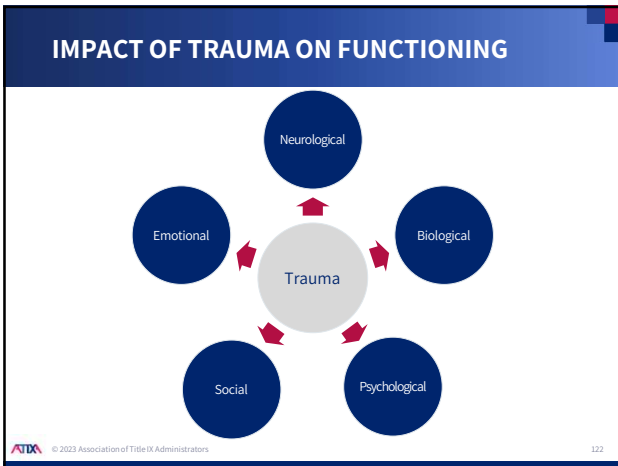 IMPACT OF TRAUMA ON FUNCTIONING
Neurological
Emotional
Biological
Trauma
Social
Psychological
ATIXA © 2023 Association of Title IX Administrators
122